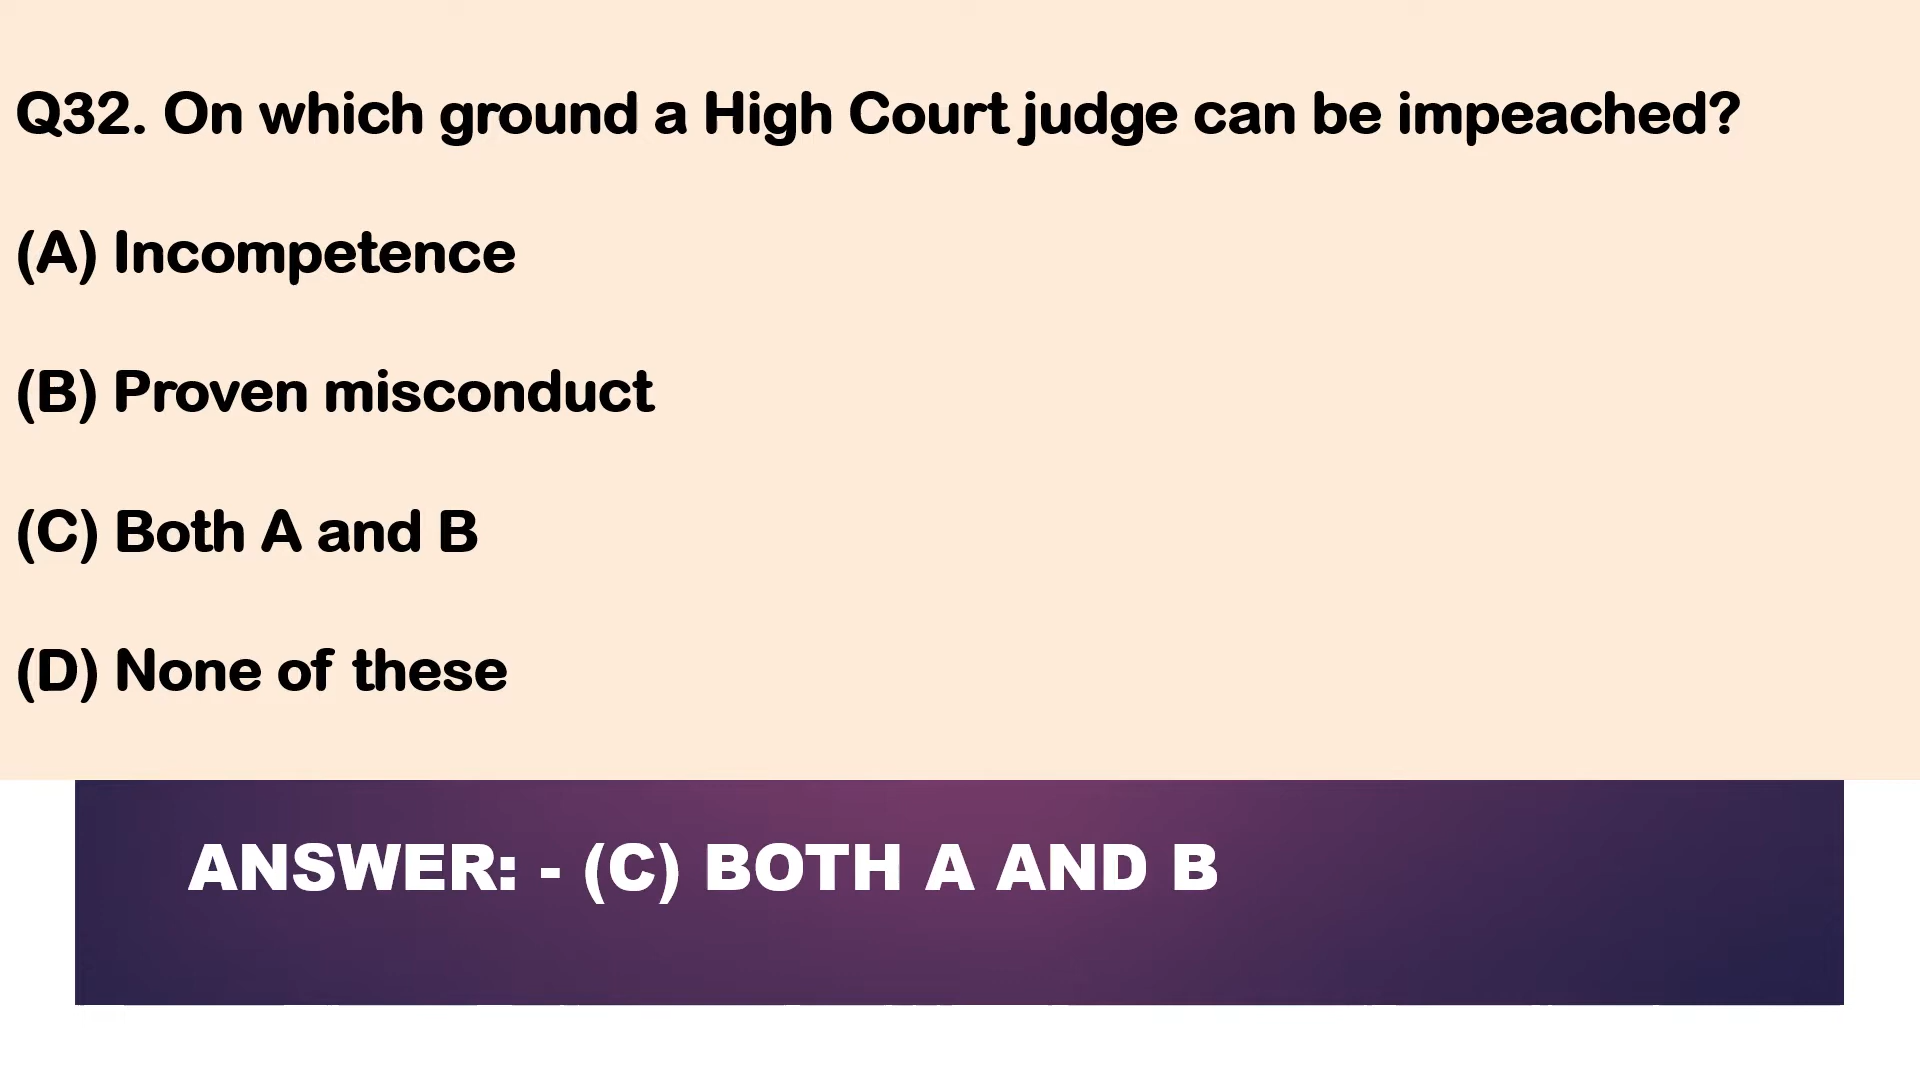 Q32. On which ground a High Court judge can be impeached?
(A) Incompetence
(B) Proven misconduct
(C) Both A and B
(D) None of these
ANSWER: - (C) BOTH A AND B